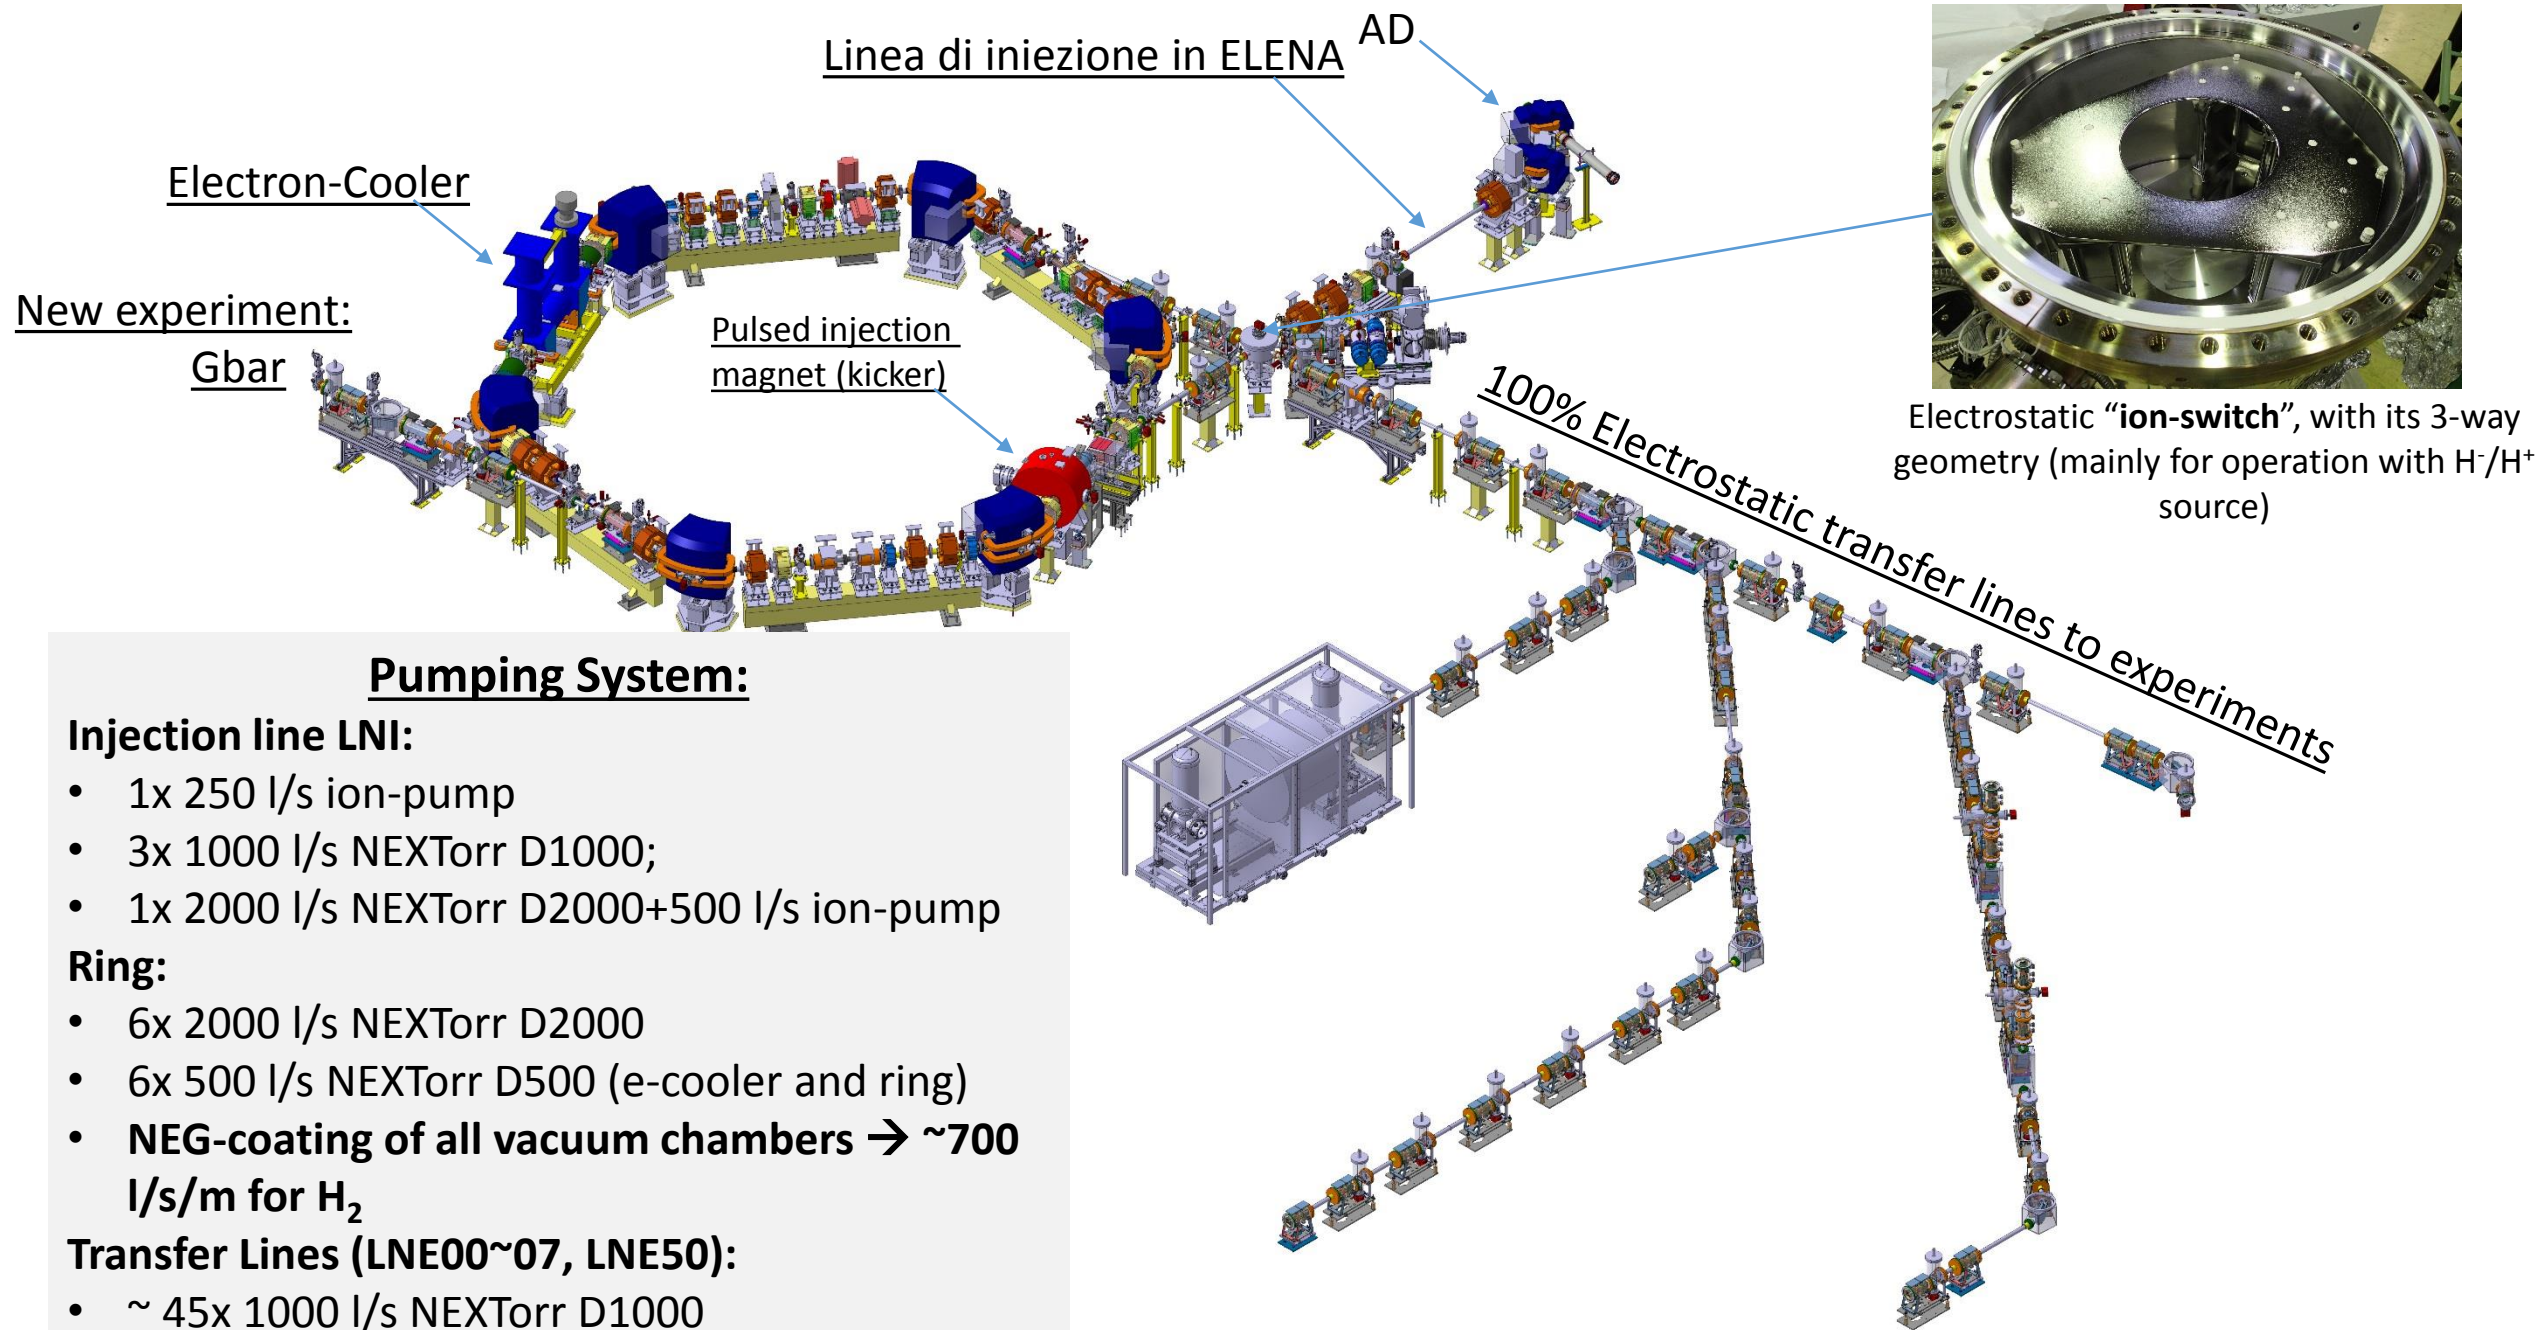 Linea di iniezione in ELENA
AD
Electron-Cooler
New experiment:
Gbar
Pulsed injection
magnet (kicker)
100% Electrostatic transfer lines to experiments
Electrostatic “ion-switch”, with its 3-way
geometry (mainly for operation with H⁻/H⁺
source)
Pumping System:
Injection line LNI:
• 1x 250 l/s ion-pump
• 3x 1000 l/s NEXTorr D1000;
• 1x 2000 l/s NEXTorr D2000+500 l/s ion-pump
Ring:
• 6x 2000 l/s NEXTorr D2000
• 6x 500 l/s NEXTorr D500 (e-cooler and ring)
• NEG-coating of all vacuum chambers → ~700
l/s/m for H₂
Transfer Lines (LNE00~07, LNE50):
• ~ 45x 1000 l/s NEXTorr D1000